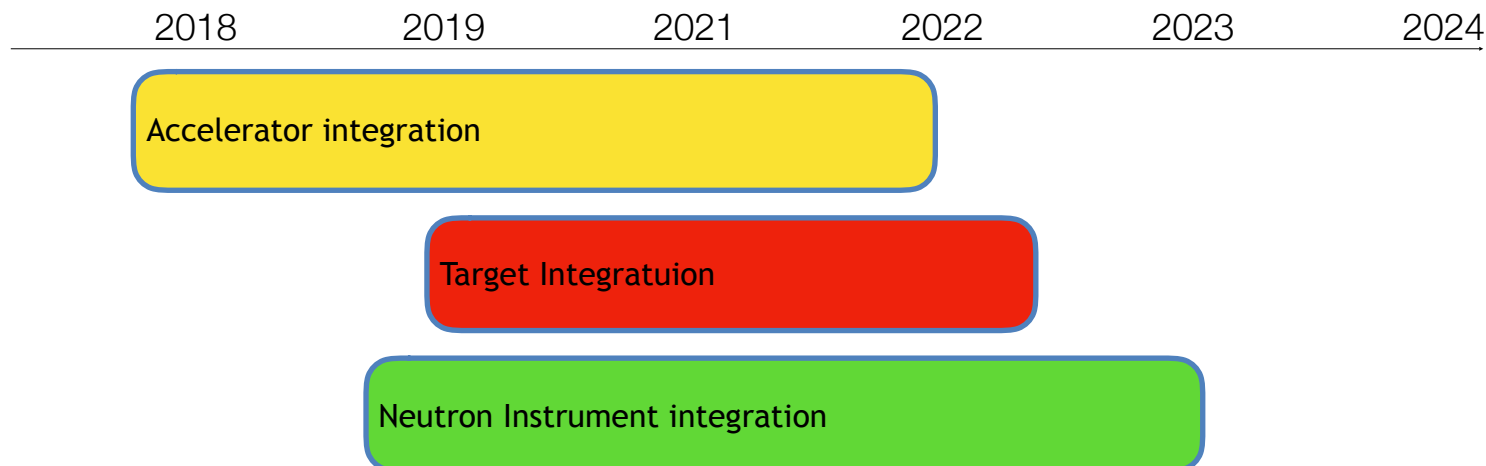 2018 2019 2021 2022 2023 2024
Accelerator integration
Target Integratuion
Neutron Instrument integration